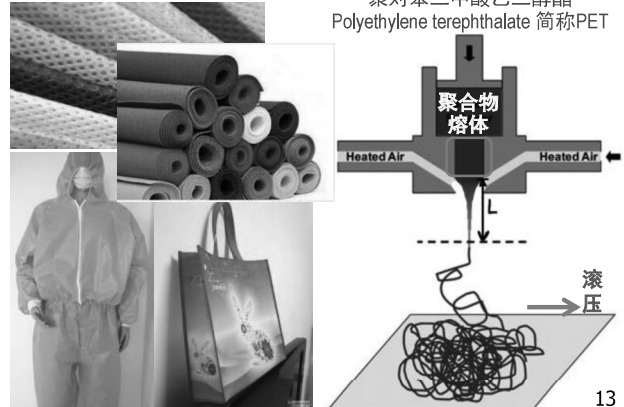 聚对苯二甲酸乙二醇酯
Polyethylene terephthalate 简称PET
聚合物
熔体
Heated Air
Heated Air
L
滚
压
13